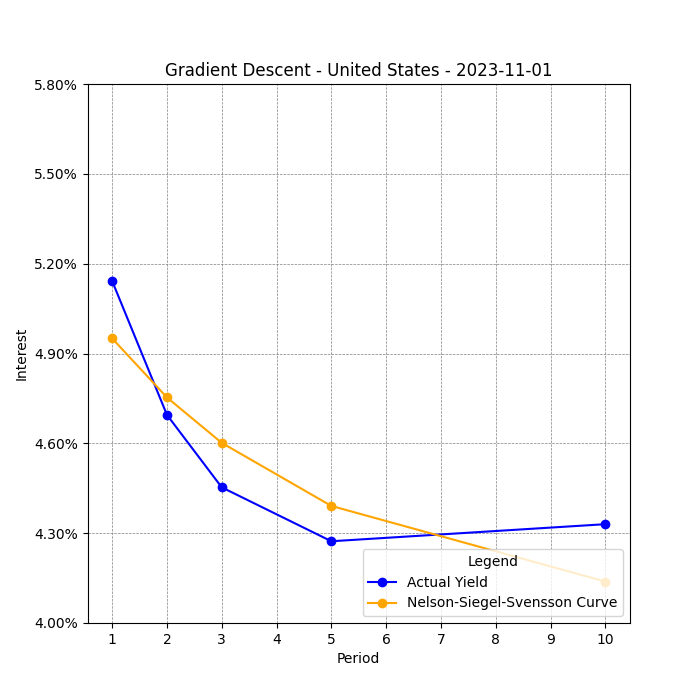 Gradient Descent - United States - 2023-11-01
5.80%
5.50%
5.20%
4.90%
4.60%
4.30%
4.00%
Interest
Legend
Actual Yield
Nelson-Siegel-Svensson Curve
1 2 3 4 5 6 7 8 9 10
Period